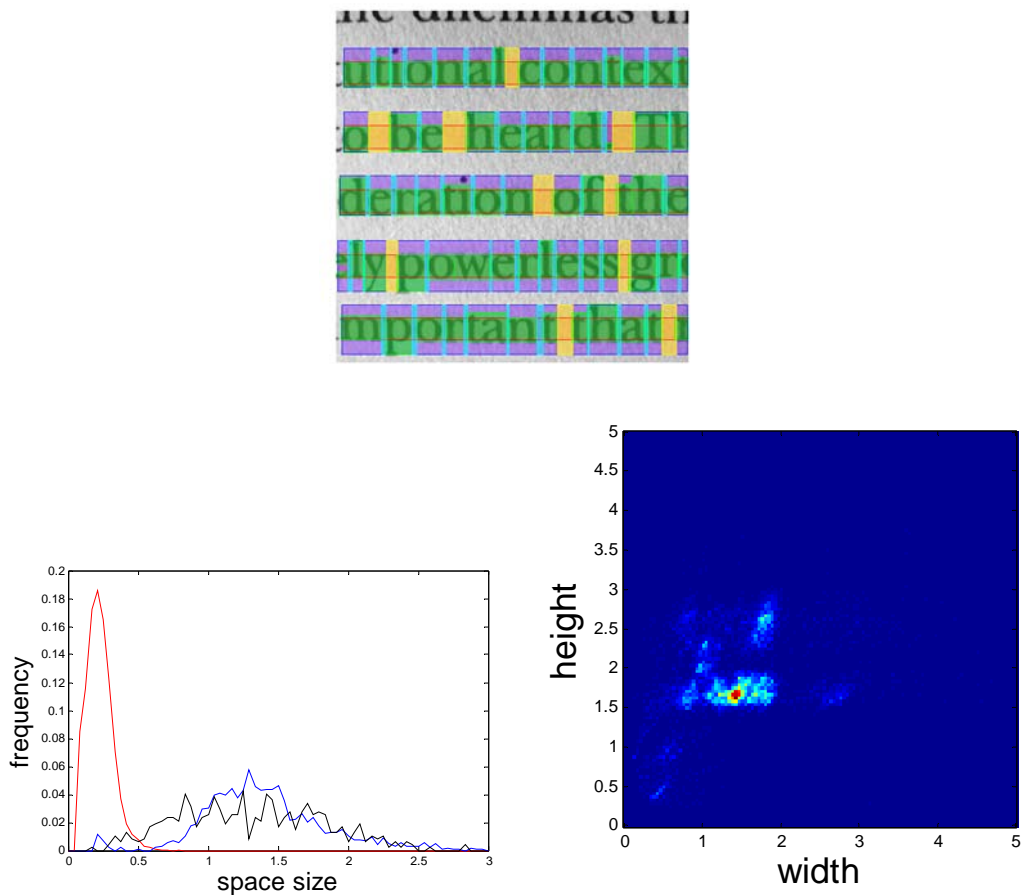 utional context
o be heard. Th
deration of the
ely powerless gro
mportant that
frequency
0.2
0.18
0.16
0.14
0.12
0.1
0.08
0.06
0.04
0.02
0
0 0.5 1 1.5 2 2.5 3
space size
height
5
4.5
4
3.5
3
2.5
2
1.5
1
0.5
0
0 1 2 3 4 5
width